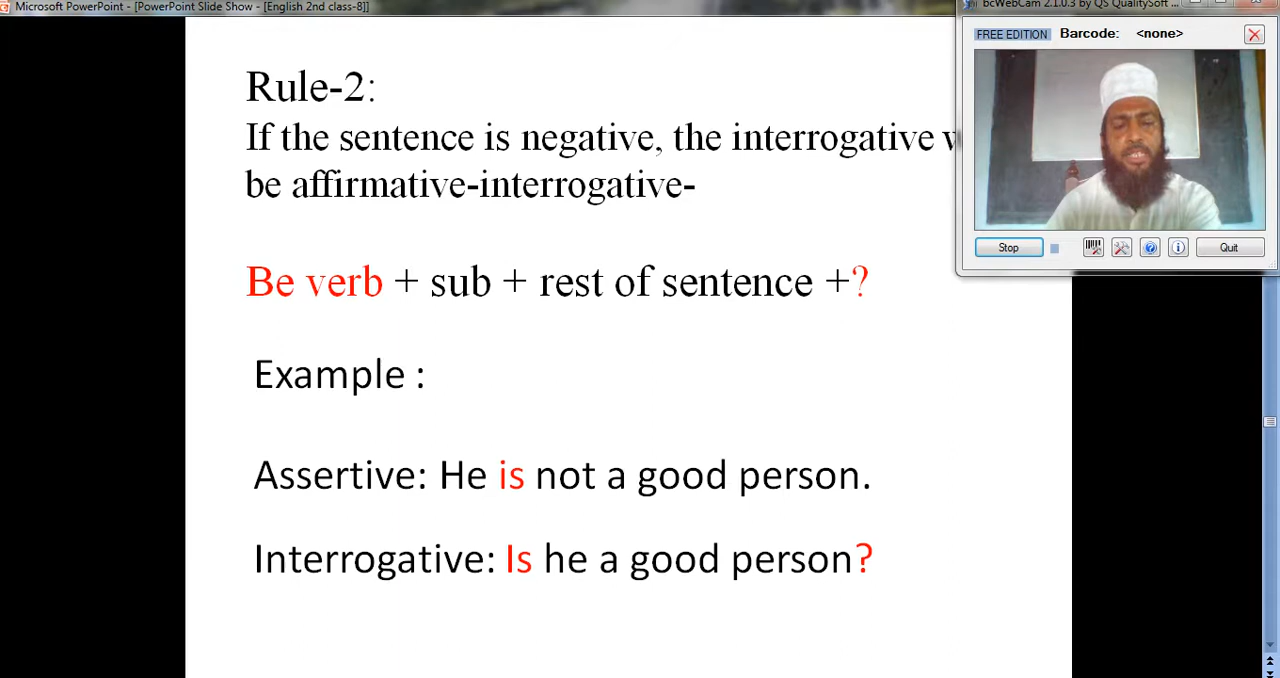 Microsoft PowerPoint - [PowerPoint Slide Show - [English 2nd class-8]]
bcWebCam 2.1.0.3 by QS QualitySoft ...
FREE EDITION Barcode: <none>
Stop
Quit
Rule-2:
If the sentence is negative, the interrogative
be affirmative-interrogative-
Be verb + sub + rest of sentence +?
Example :
Assertive: He is not a good person.
Interrogative: Is he a good person?